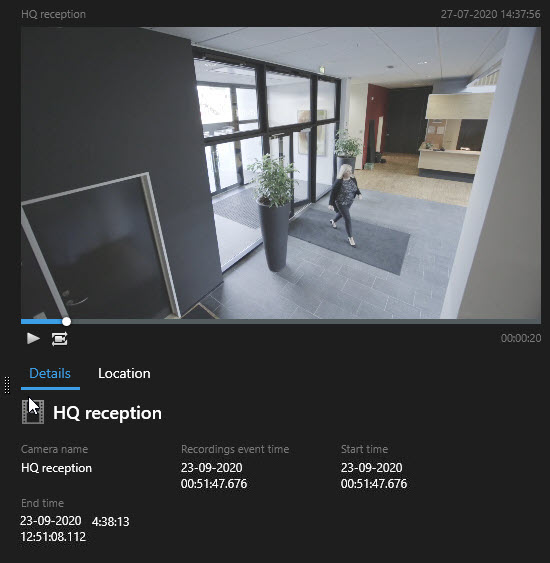 HQ reception 27-07-2020 14:37:56
00:00:20
Details Location
HQ reception
Camera name Recordings event time Start time
HQ reception 23-09-2020 23-09-2020
00:51:47.676 00:51:47.676
End time
23-09-2020 4:38:13
12:51:08.112